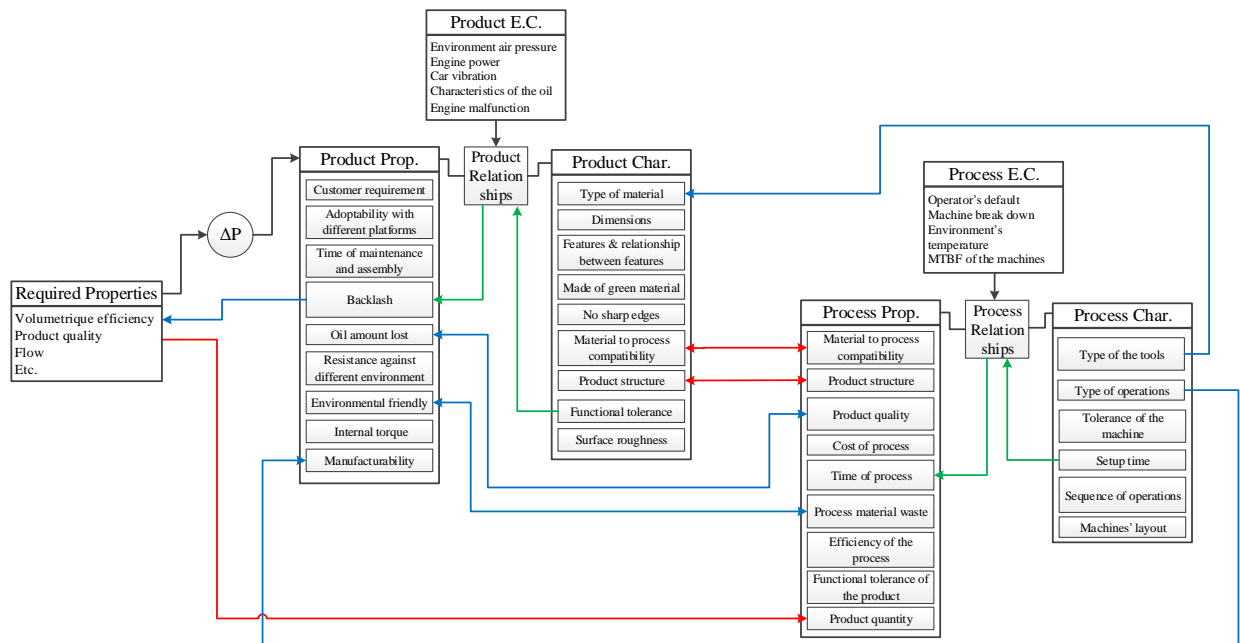 Product E.C.
Environment air pressure
Engine power
Car vibration
Characteristics of the oil
Engine malfunction
Product Prop.
Customer requirement
Adoptability with
different platforms
Time of maintenance
and assembly
Backlash
Oil amount lost
Resistance against
different environment
Environmental friendly
Internal torque
Manufacturability
Product
Relation
ships
Product Char.
Type of material
Dimensions
Features & relationship
between features
Made of green material
No sharp edges
Material to process
compatibility
Product structure
Functional tolerance
Surface roughness
ΔP
Required Properties
Volumetrique efficiency
Product quality
Flow
Etc.
Process E.C.
Operator's default
Machine break down
Environment's
temperature
MTBF of the machines
Process Prop.
Material to process
compatibility
Product structure
Product quality
Cost of process
Time of process
Process material waste
Efficiency of the
process
Functional tolerance of
the product
Product quantity
Process
Relation
ships
Process Char.
Type of the tools
Type of operations
Tolerance of the
machine
Setup time
Sequence of operations
Machines' layout